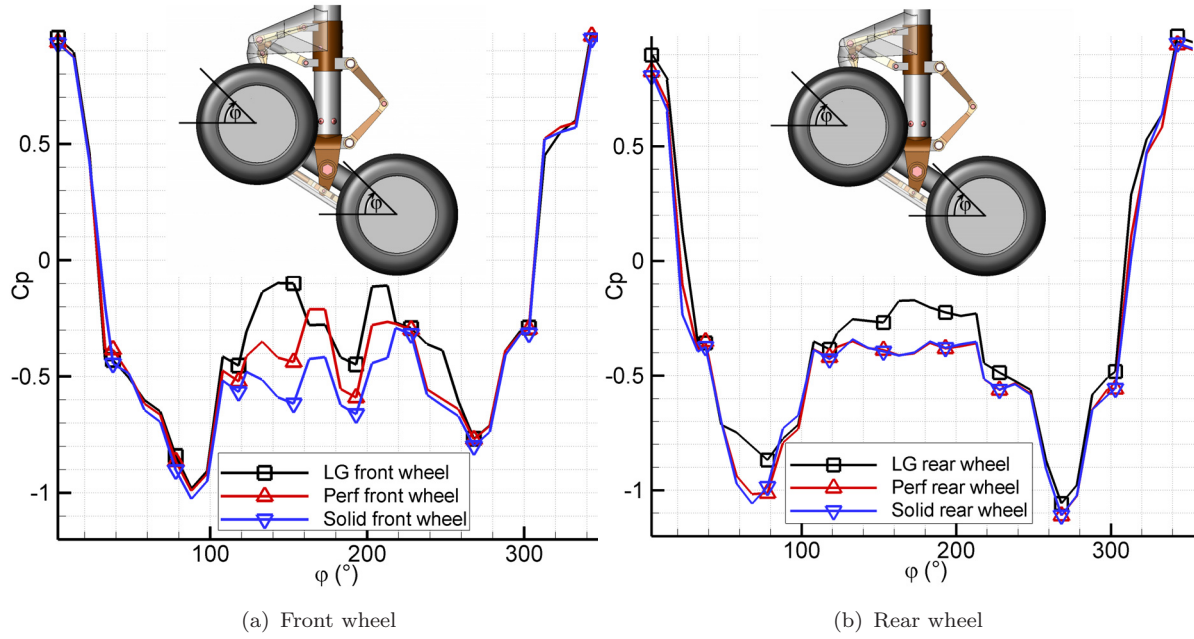 φ
φ
0.5
0
-0.5
-1
Cp
LG front wheel
Perf front wheel
Solid front wheel
100
200
300
φ (°)
(a) Front wheel
φ
φ
0.5
0
-0.5
-1
Cp
LG rear wheel
Perf rear wheel
Solid rear wheel
100
200
300
φ (°)
(b) Rear wheel